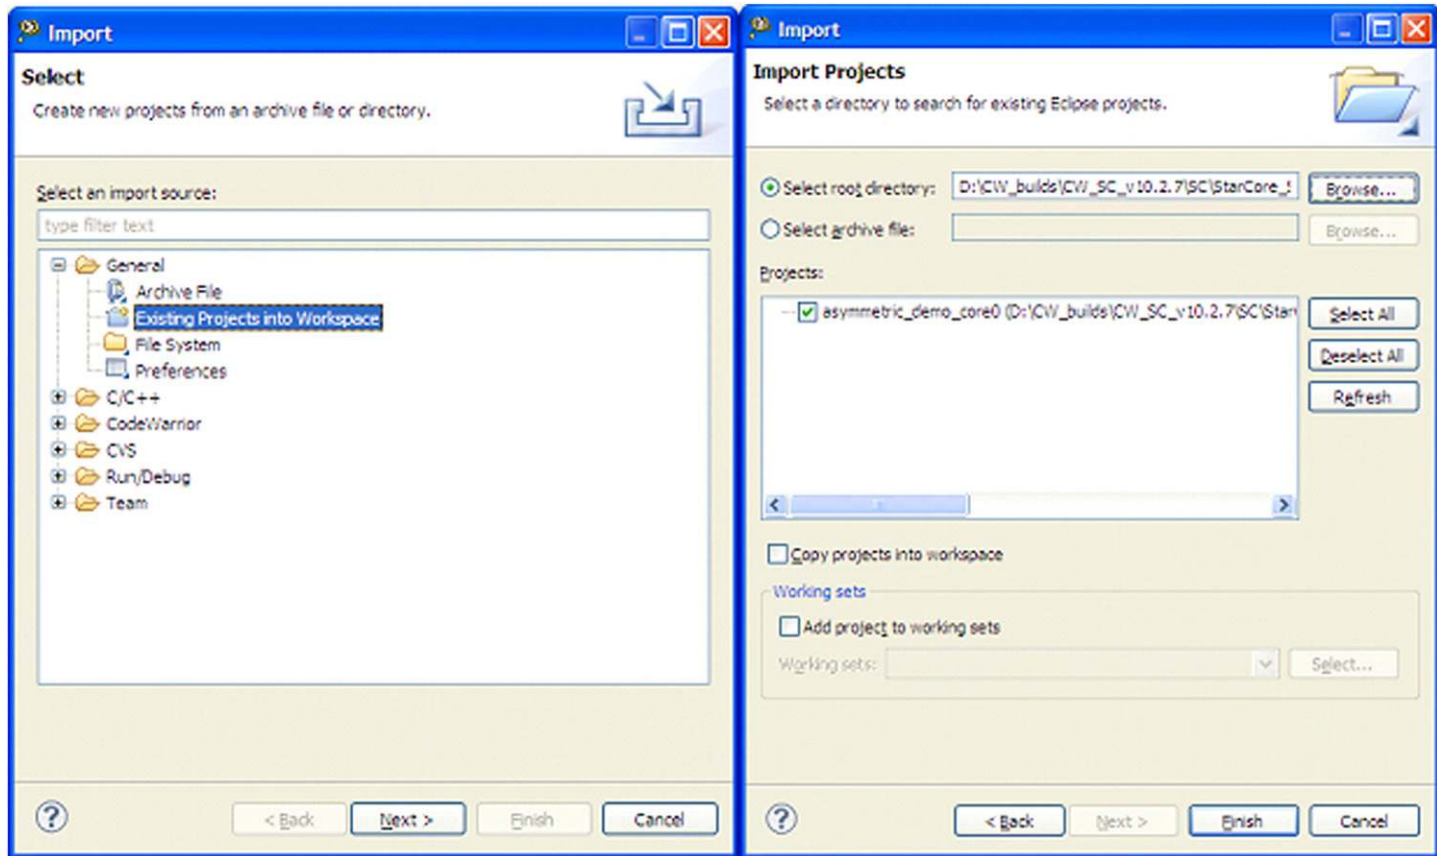 Import
Select
Create new projects from an archive file or directory.
Select an import source:
type filter text
General
Archive File
Existing Projects into Workspace
File System
Preferences
C/C++
CodeWarrior
CVS
Run/Debug
Team
?
< Back
Next >
Finish
Cancel
Import
Import Projects
Select a directory to search for existing Eclipse projects.
Select root directory: D:\CW_builds\CW_SC_v10.2.7\SC\StarCore_ Browse...
Select archive file: Browse...
Projects:
asymmetric_demo_core0 (D:\CW_builds\CW_SC_v10.2.7\SC\Star
Select All
Deselect All
Refresh
Copy projects into workspace
Working sets
Add project to working sets
Working sets: Select...
?
< Back
Next >
Finish
Cancel